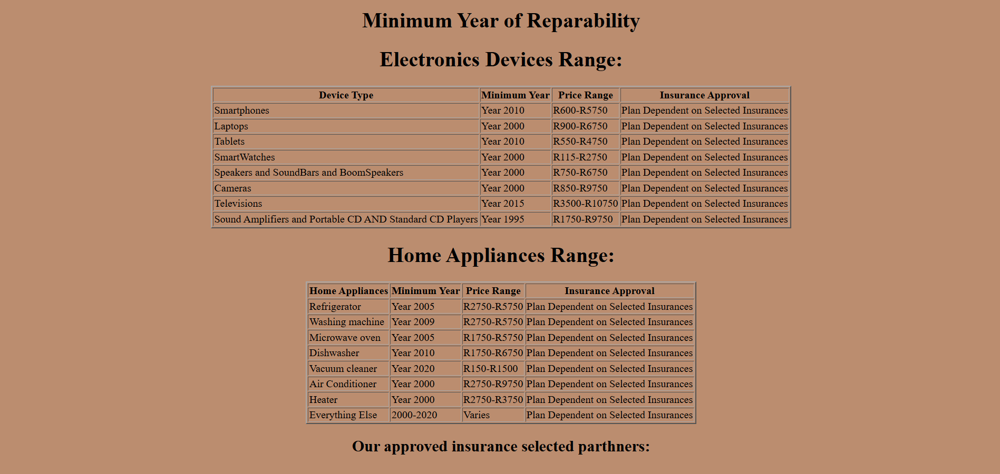 Minimum Year of Reparability
Electronics Devices Range:
Device Type Minimum Year Price Range Insurance Approval
Smartphones Year 2010 R600-R5750 Plan Dependent on Selected Insurances
Laptops Year 2000 R900-R6750 Plan Dependent on Selected Insurances
Tablets Year 2010 R550-R4750 Plan Dependent on Selected Insurances
SmartWatches Year 2000 R115-R2750 Plan Dependent on Selected Insurances
Speakers and SoundBars and BoomSpeakers Year 2000 R750-R6750 Plan Dependent on Selected Insurances
Cameras Year 2000 R850-R9750 Plan Dependent on Selected Insurances
Televisions Year 2015 R3500-R10750 Plan Dependent on Selected Insurances
Sound Amplifiers and Portable CD AND Standard CD Players Year 1995 R1750-R9750 Plan Dependent on Selected Insurances
Home Appliances Range:
Home Appliances Minimum Year Price Range Insurance Approval
Refrigerator Year 2005 R2750-R5750 Plan Dependent on Selected Insurances
Washing machine Year 2009 R2750-R5750 Plan Dependent on Selected Insurances
Microwave oven Year 2005 R1750-R5750 Plan Dependent on Selected Insurances
Dishwasher Year 2010 R1750-R6750 Plan Dependent on Selected Insurances
Vacuum cleaner Year 2020 R150-R1500 Plan Dependent on Selected Insurances
Air Conditioner Year 2000 R2750-R9750 Plan Dependent on Selected Insurances
Heater Year 2000 R2750-R3750 Plan Dependent on Selected Insurances
Everything Else 2000-2020 Varies Plan Dependent on Selected Insurances
Our approved insurance selected parthners: